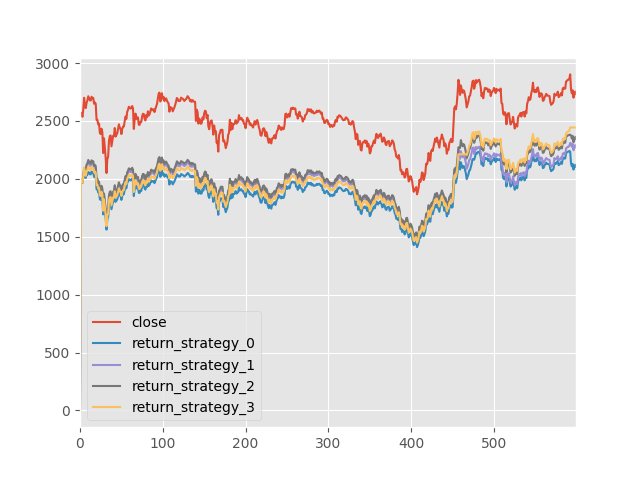 3000
2500
2000
1500
1000
500
0
close
return_strategy_0
return_strategy_1
return_strategy_2
return_strategy_3
0 100 200 300 400 500